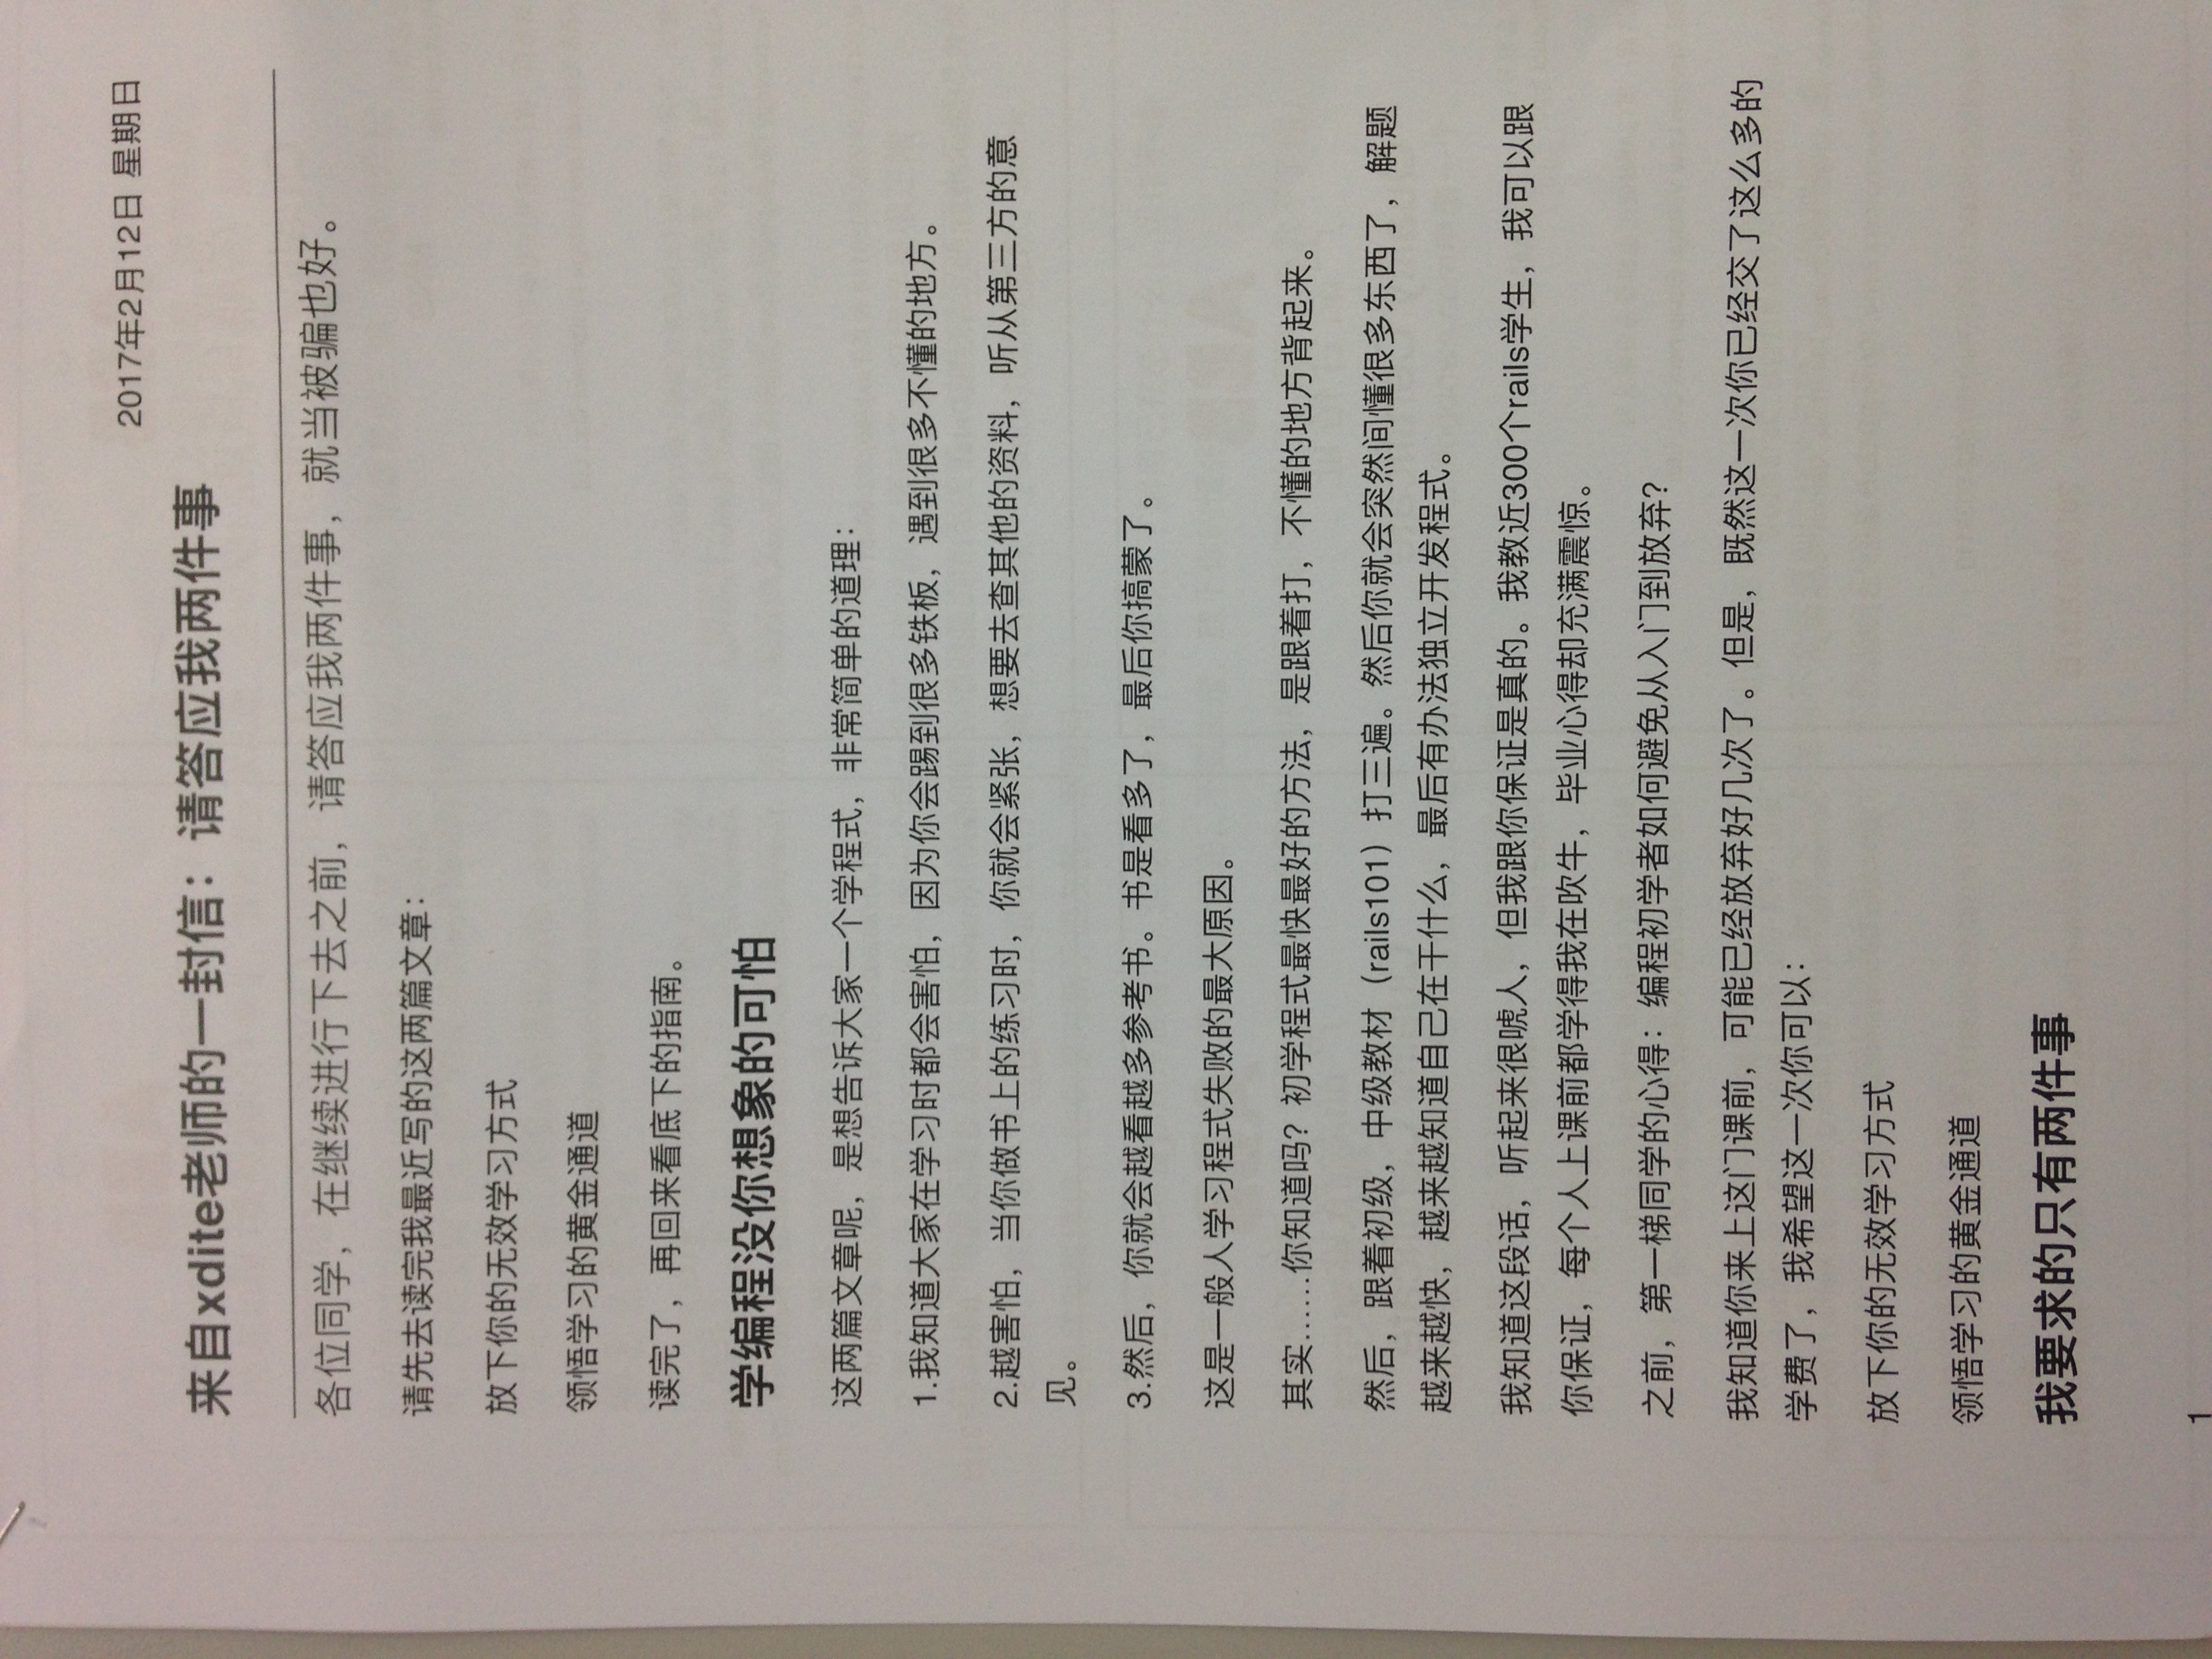 2017年2月12日 星期日
来自xdite老师的一封信：请答应我两件事
各位同学，在继续进行下去之前，请答应我两件事，就当被骗也好。
请先去读完我最近写的这两篇文章：
放下你的无效学习方式
领悟学习的黄金通道
读完了，再回来看底下的指南。
学编程没你想象的可怕
这两篇文章呢，是想告诉大家一个学程式，非常简单的道理：
1.我知道大家在学习时都会害怕，因为你会踢到很多铁板，遇到很多不懂的地方。
2.越害怕，当你做书上的练习时，你就会紧张，想要去查其他的资料，听从第三方的意
见。
3.然后，你就会越看越多参考书。书是看多了，最后你搞蒙了。
这是一般人学习程式失败的最大原因。
其实……你知道吗？初学程式最快最好的方法，是跟着打，不懂的地方背起来。
然后，跟着初级，中级教材（rails101）打三遍。然后你就会突然间懂很多东西了，解题
越来越快，越来越知道自己在干什么，最后有办法独立开发程式。
我知道这段话，听起来很唬人，但我跟你保证是真的。我教近300个rails学生，我可以跟
你保证，每个人上课前都学得我在吹牛，毕业心得却充满震惊。
之前，第一梯同学的心得：编程初学者如何避免从入门到放弃？
我知道你来上这门课前，可能已经放弃好几次了。但是，既然这一次你已经交了这么多的
学费了，我希望这一次你可以：
放下你的无效学习方式
领悟学习的黄金通道
我要求的只有两件事
1